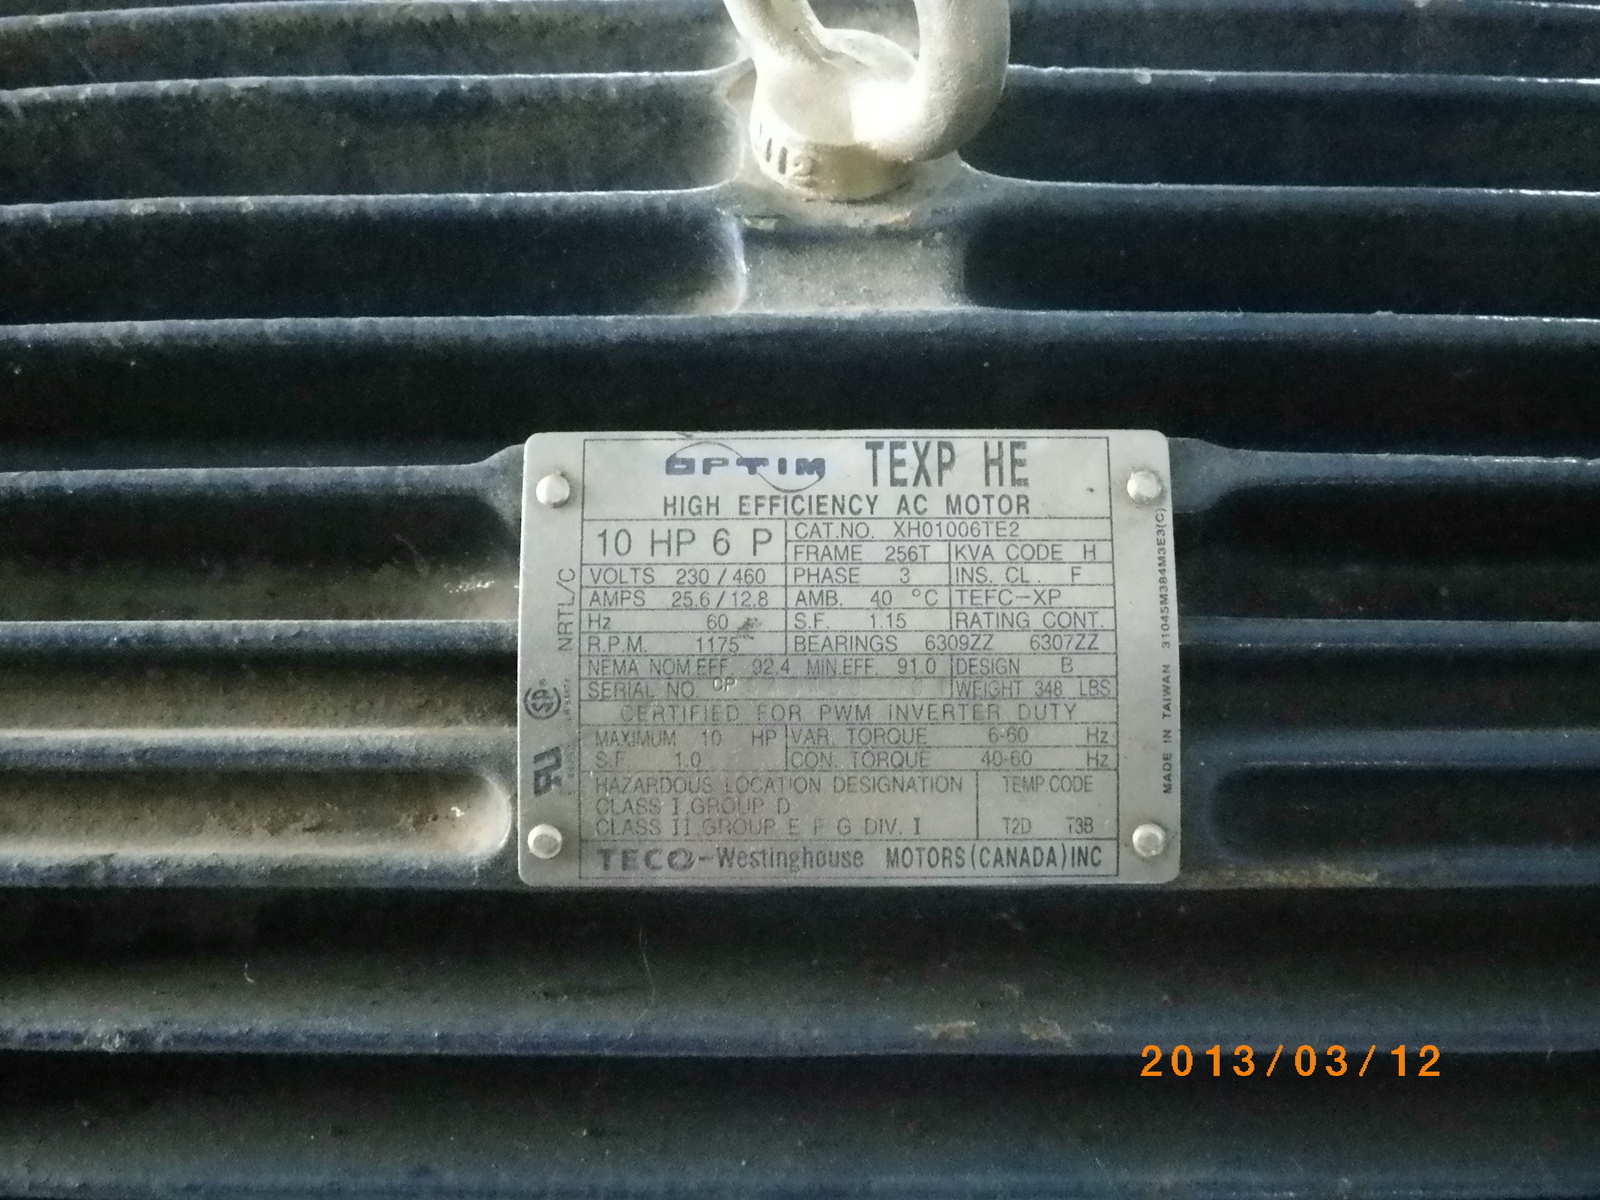 OPTIM TEXP HE
HIGH EFFICIENCY AC MOTOR
10 HP 6 P
CAT.NO. XH01006TE2
FRAME 256T KVA CODE H
VOLTS 230 / 460 PHASE 3 INS. CL. F
AMPS 25.6 / 12.8 AMB. 40 °C TEFC-XP
Hz 60 S.F. 1.15 RATING CONT.
R.P.M. 1175 BEARINGS 6309ZZ 6307ZZ
NEMA NOM.EFF. 92.4 MIN.EFF. 91.0 DESIGN B
SERIAL NO. CP WEIGHT 348 LBS
CERTIFIED FOR PWM INVERTER DUTY
MAXIMUM 10 HP VAR. TORQUE 6-60 Hz
S.F. 1.0 CON. TORQUE 40-60 Hz
HAZARDOUS LOCATION DESIGNATION TEMP.CODE
CLASS I.GROUP D
CLASS II.GROUP E F G DIV. I T2D T3B
TECO-Westinghouse MOTORS(CANADA)INC
NRTL/C
MADE IN TAIWAN 31045M384M3E3(C)
2013/03/12